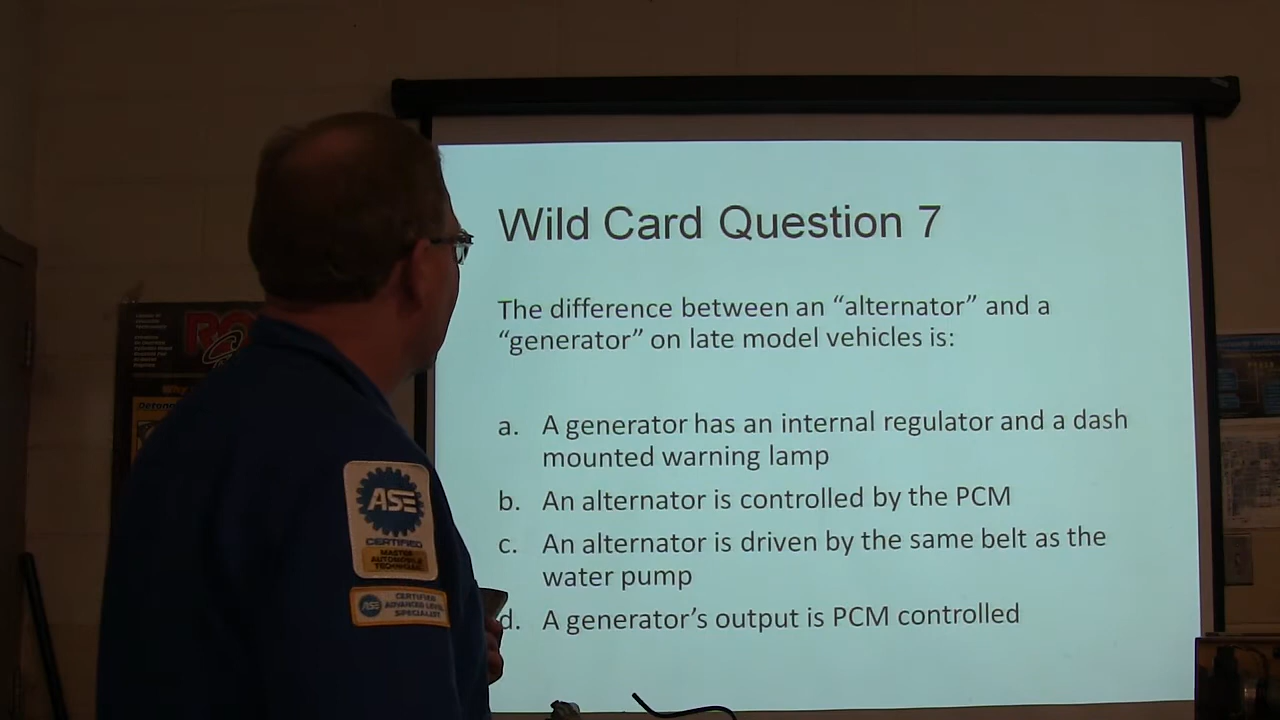 Wild Card Question 7
The difference between an “alternator” and a
“generator” on late model vehicles is:
a. A generator has an internal regulator and a dash
mounted warning lamp
b. An alternator is controlled by the PCM
c. An alternator is driven by the same belt as the
water pump
d. A generator’s output is PCM controlled
ASE
CERTIFIED
MASTER
AUTOMOBILE
TECHNICIAN
ASE
CERTIFIED
ADVANCED LEVEL
SPECIALIST